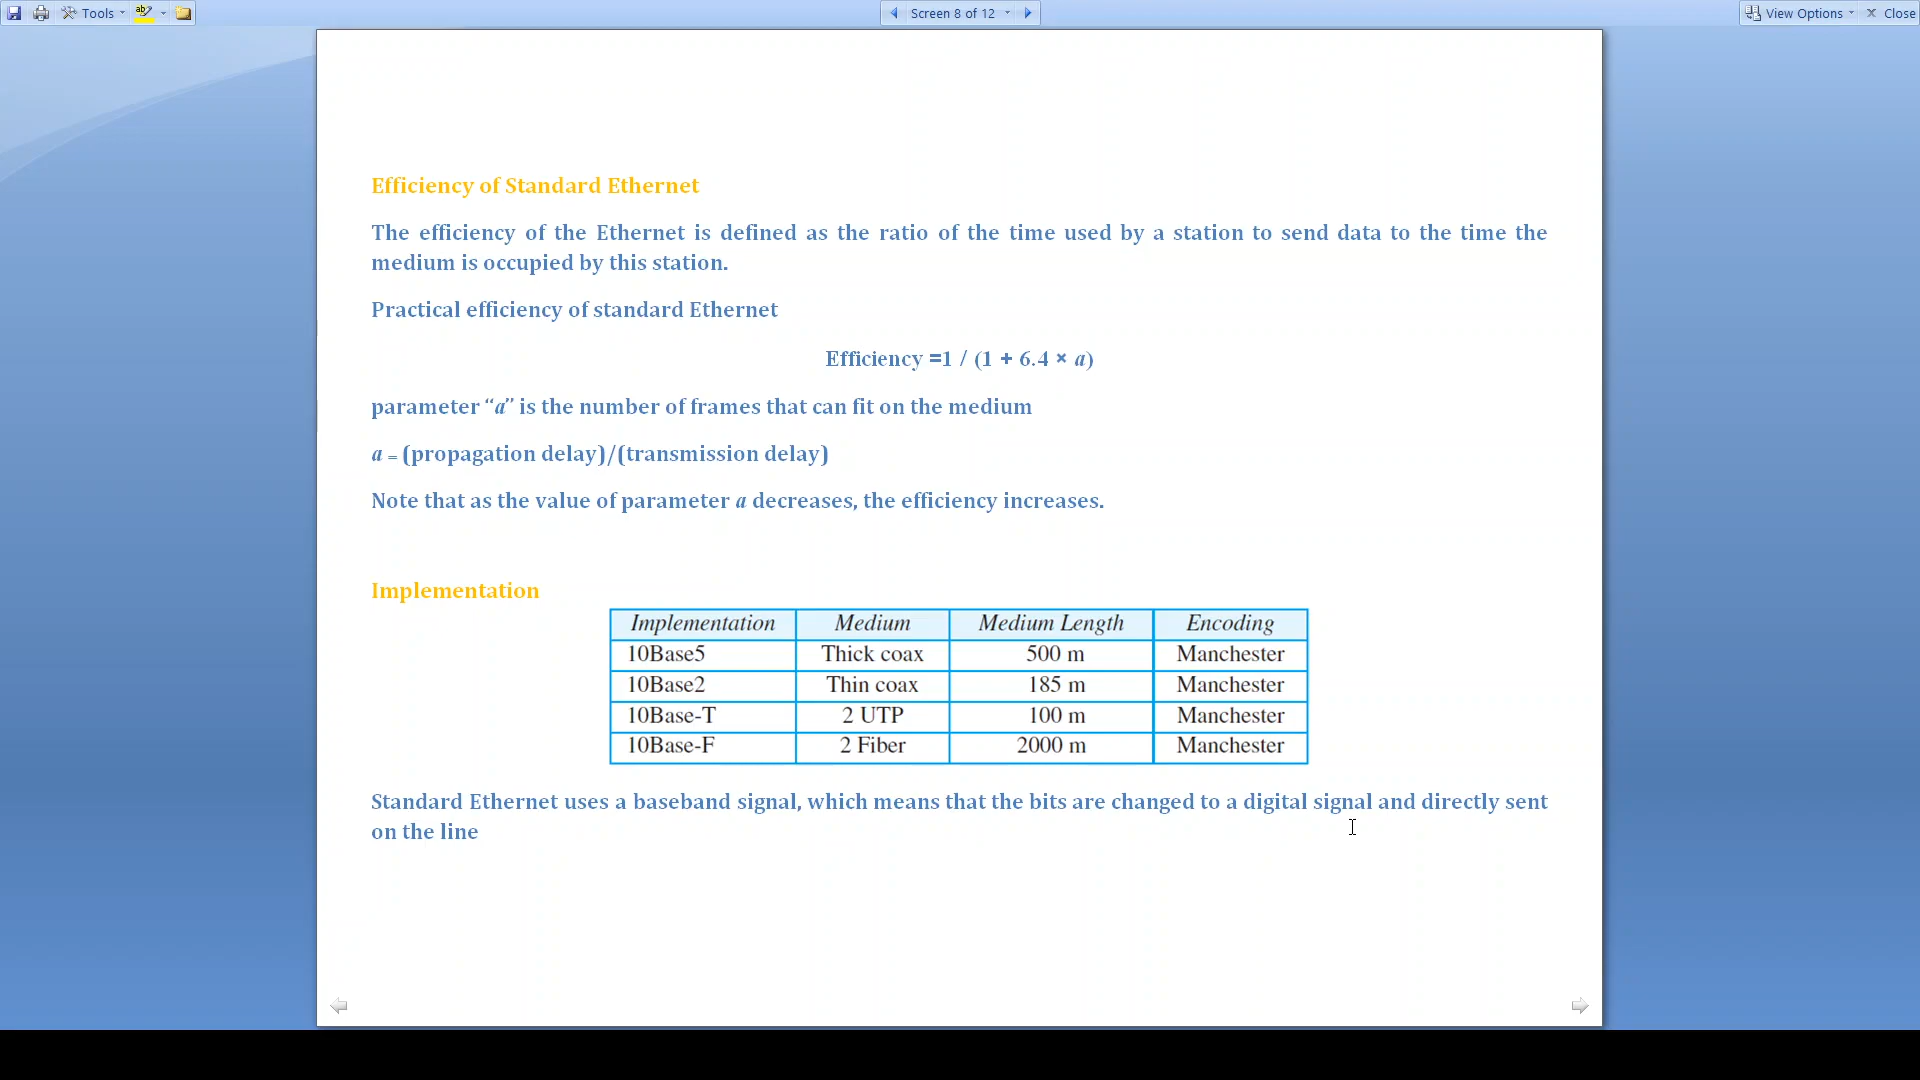 Tools
Screen 8 of 12
View Options
Close
Efficiency of Standard Ethernet
The efficiency of the Ethernet is defined as the ratio of the time used by a station to send data to the time the
medium is occupied by this station.
Practical efficiency of standard Ethernet
Efficiency =1 / (1 + 6.4 × a)
parameter “a” is the number of frames that can fit on the medium
a = (propagation delay)/(transmission delay)
Note that as the value of parameter a decreases, the efficiency increases.
Implementation
Implementation Medium Medium Length Encoding
10Base5 Thick coax 500 m Manchester
10Base2 Thin coax 185 m Manchester
10Base-T 2 UTP 100 m Manchester
10Base-F 2 Fiber 2000 m Manchester
Standard Ethernet uses a baseband signal, which means that the bits are changed to a digital signal and directly sent
on the line